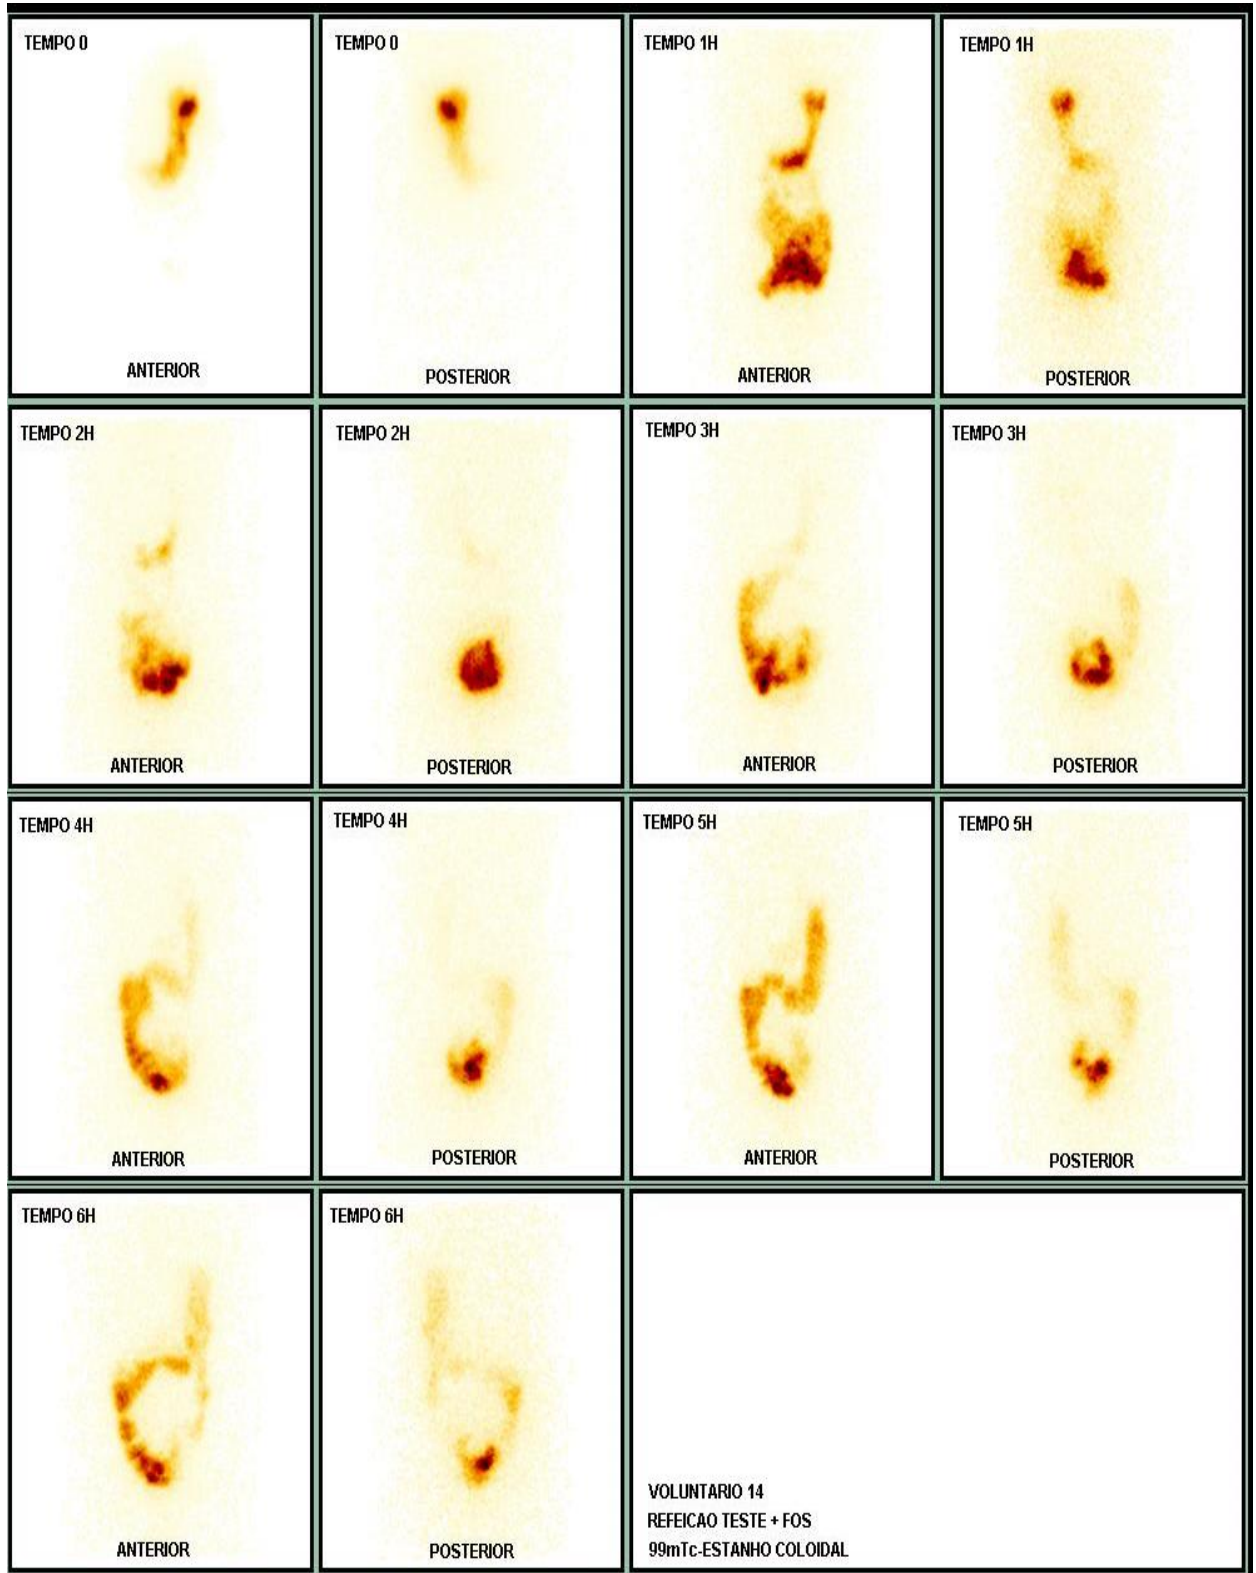 TEMPO 0
ANTERIOR
TEMPO 0
POSTERIOR
TEMPO 1H
ANTERIOR
TEMPO 1H
POSTERIOR
TEMPO 2H
ANTERIOR
TEMPO 2H
POSTERIOR
TEMPO 3H
ANTERIOR
TEMPO 3H
POSTERIOR
TEMPO 4H
ANTERIOR
TEMPO 4H
POSTERIOR
TEMPO 5H
ANTERIOR
TEMPO 5H
POSTERIOR
TEMPO 6H
ANTERIOR
TEMPO 6H
POSTERIOR
VOLUNTARIO 14
REFEICAO TESTE + FOS
99mTc-ESTANHO COLOIDAL